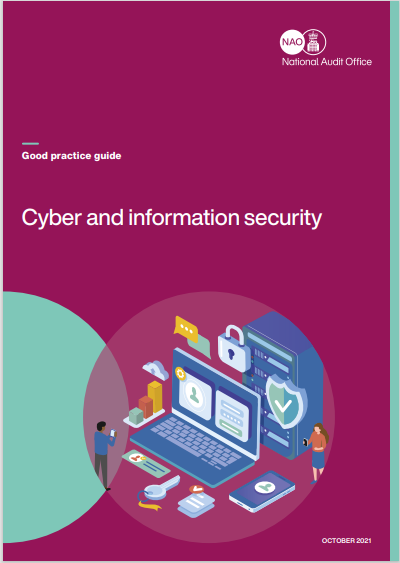 NAO
National Audit Office
Good practice guide
Cyber and information security
OCTOBER 2021